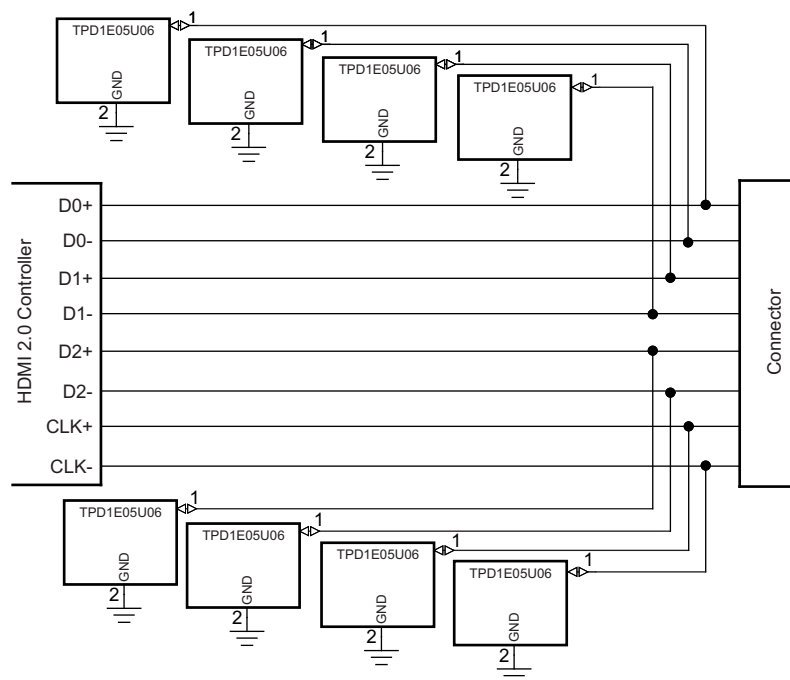 TPD1E05U06
1
GND
2
TPD1E05U06
1
GND
2
TPD1E05U06
1
GND
2
TPD1E05U06
1
GND
2
HDMI 2.0 Controller
D0+
D0-
D1+
D1-
D2+
D2-
CLK+
CLK-
Connector
TPD1E05U06
1
GND
2
TPD1E05U06
1
GND
2
TPD1E05U06
1
GND
2
TPD1E05U06
1
GND
2